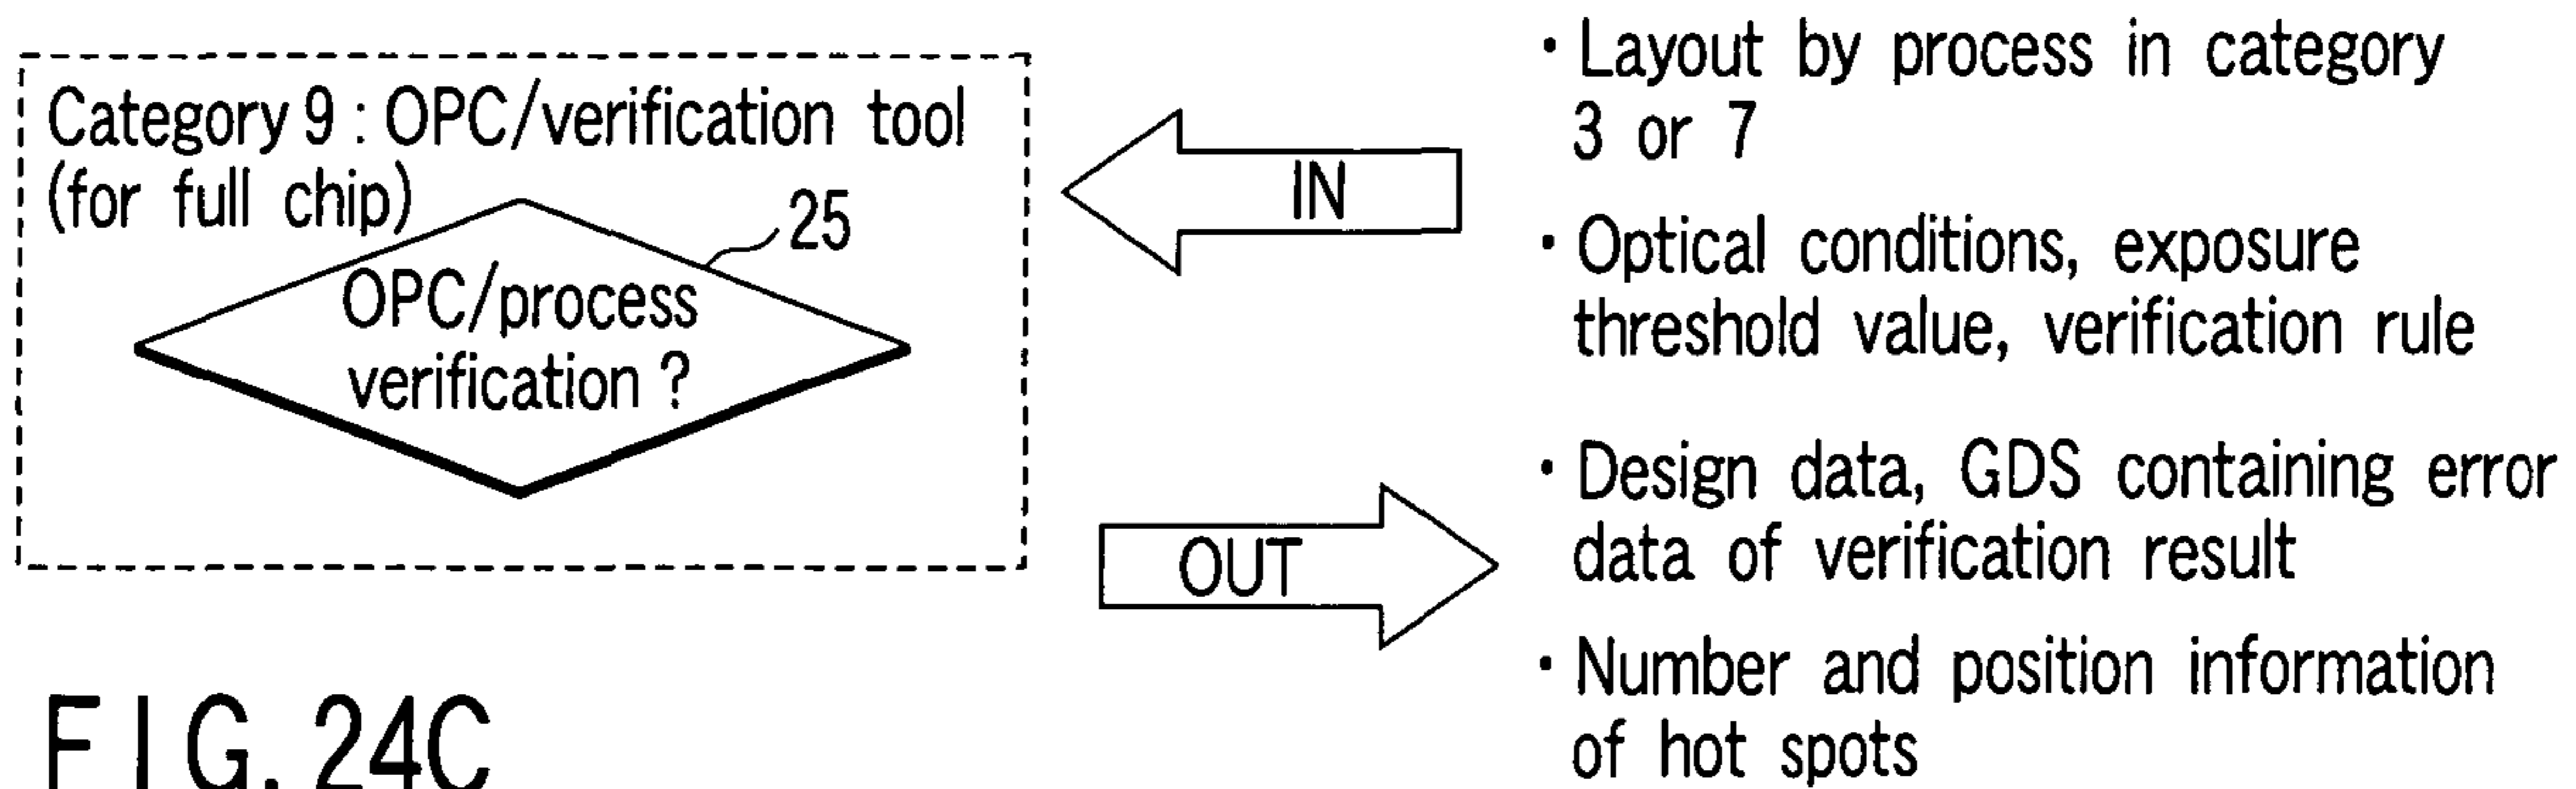 Category 9 : OPC/verification tool
(for full chip)
25
OPC/process
verification ?
IN
OUT
· Layout by process in category
3 or 7
· Optical conditions, exposure
threshold value, verification rule
· Design data, GDS containing error
data of verification result
· Number and position information
of hot spots
FIG. 24C